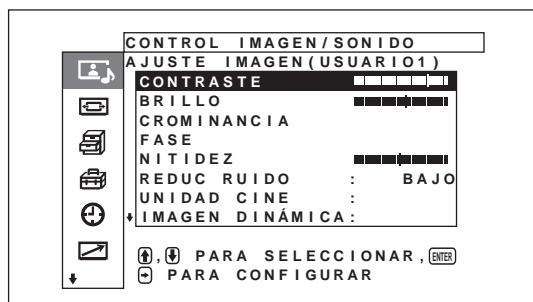 CONTROL IMAGEN/SONIDO
AJUSTE IMAGEN(USUARIO1)
CONTRASTE
BRILLO
CROMINANCIA
FASE
NITIDEZ
REDUC RUIDO : BAJO
UNIDAD CINE :
IMAGEN DINÁMICA:
, PARA SELECCIONAR, ENTER
PARA CONFIGURAR